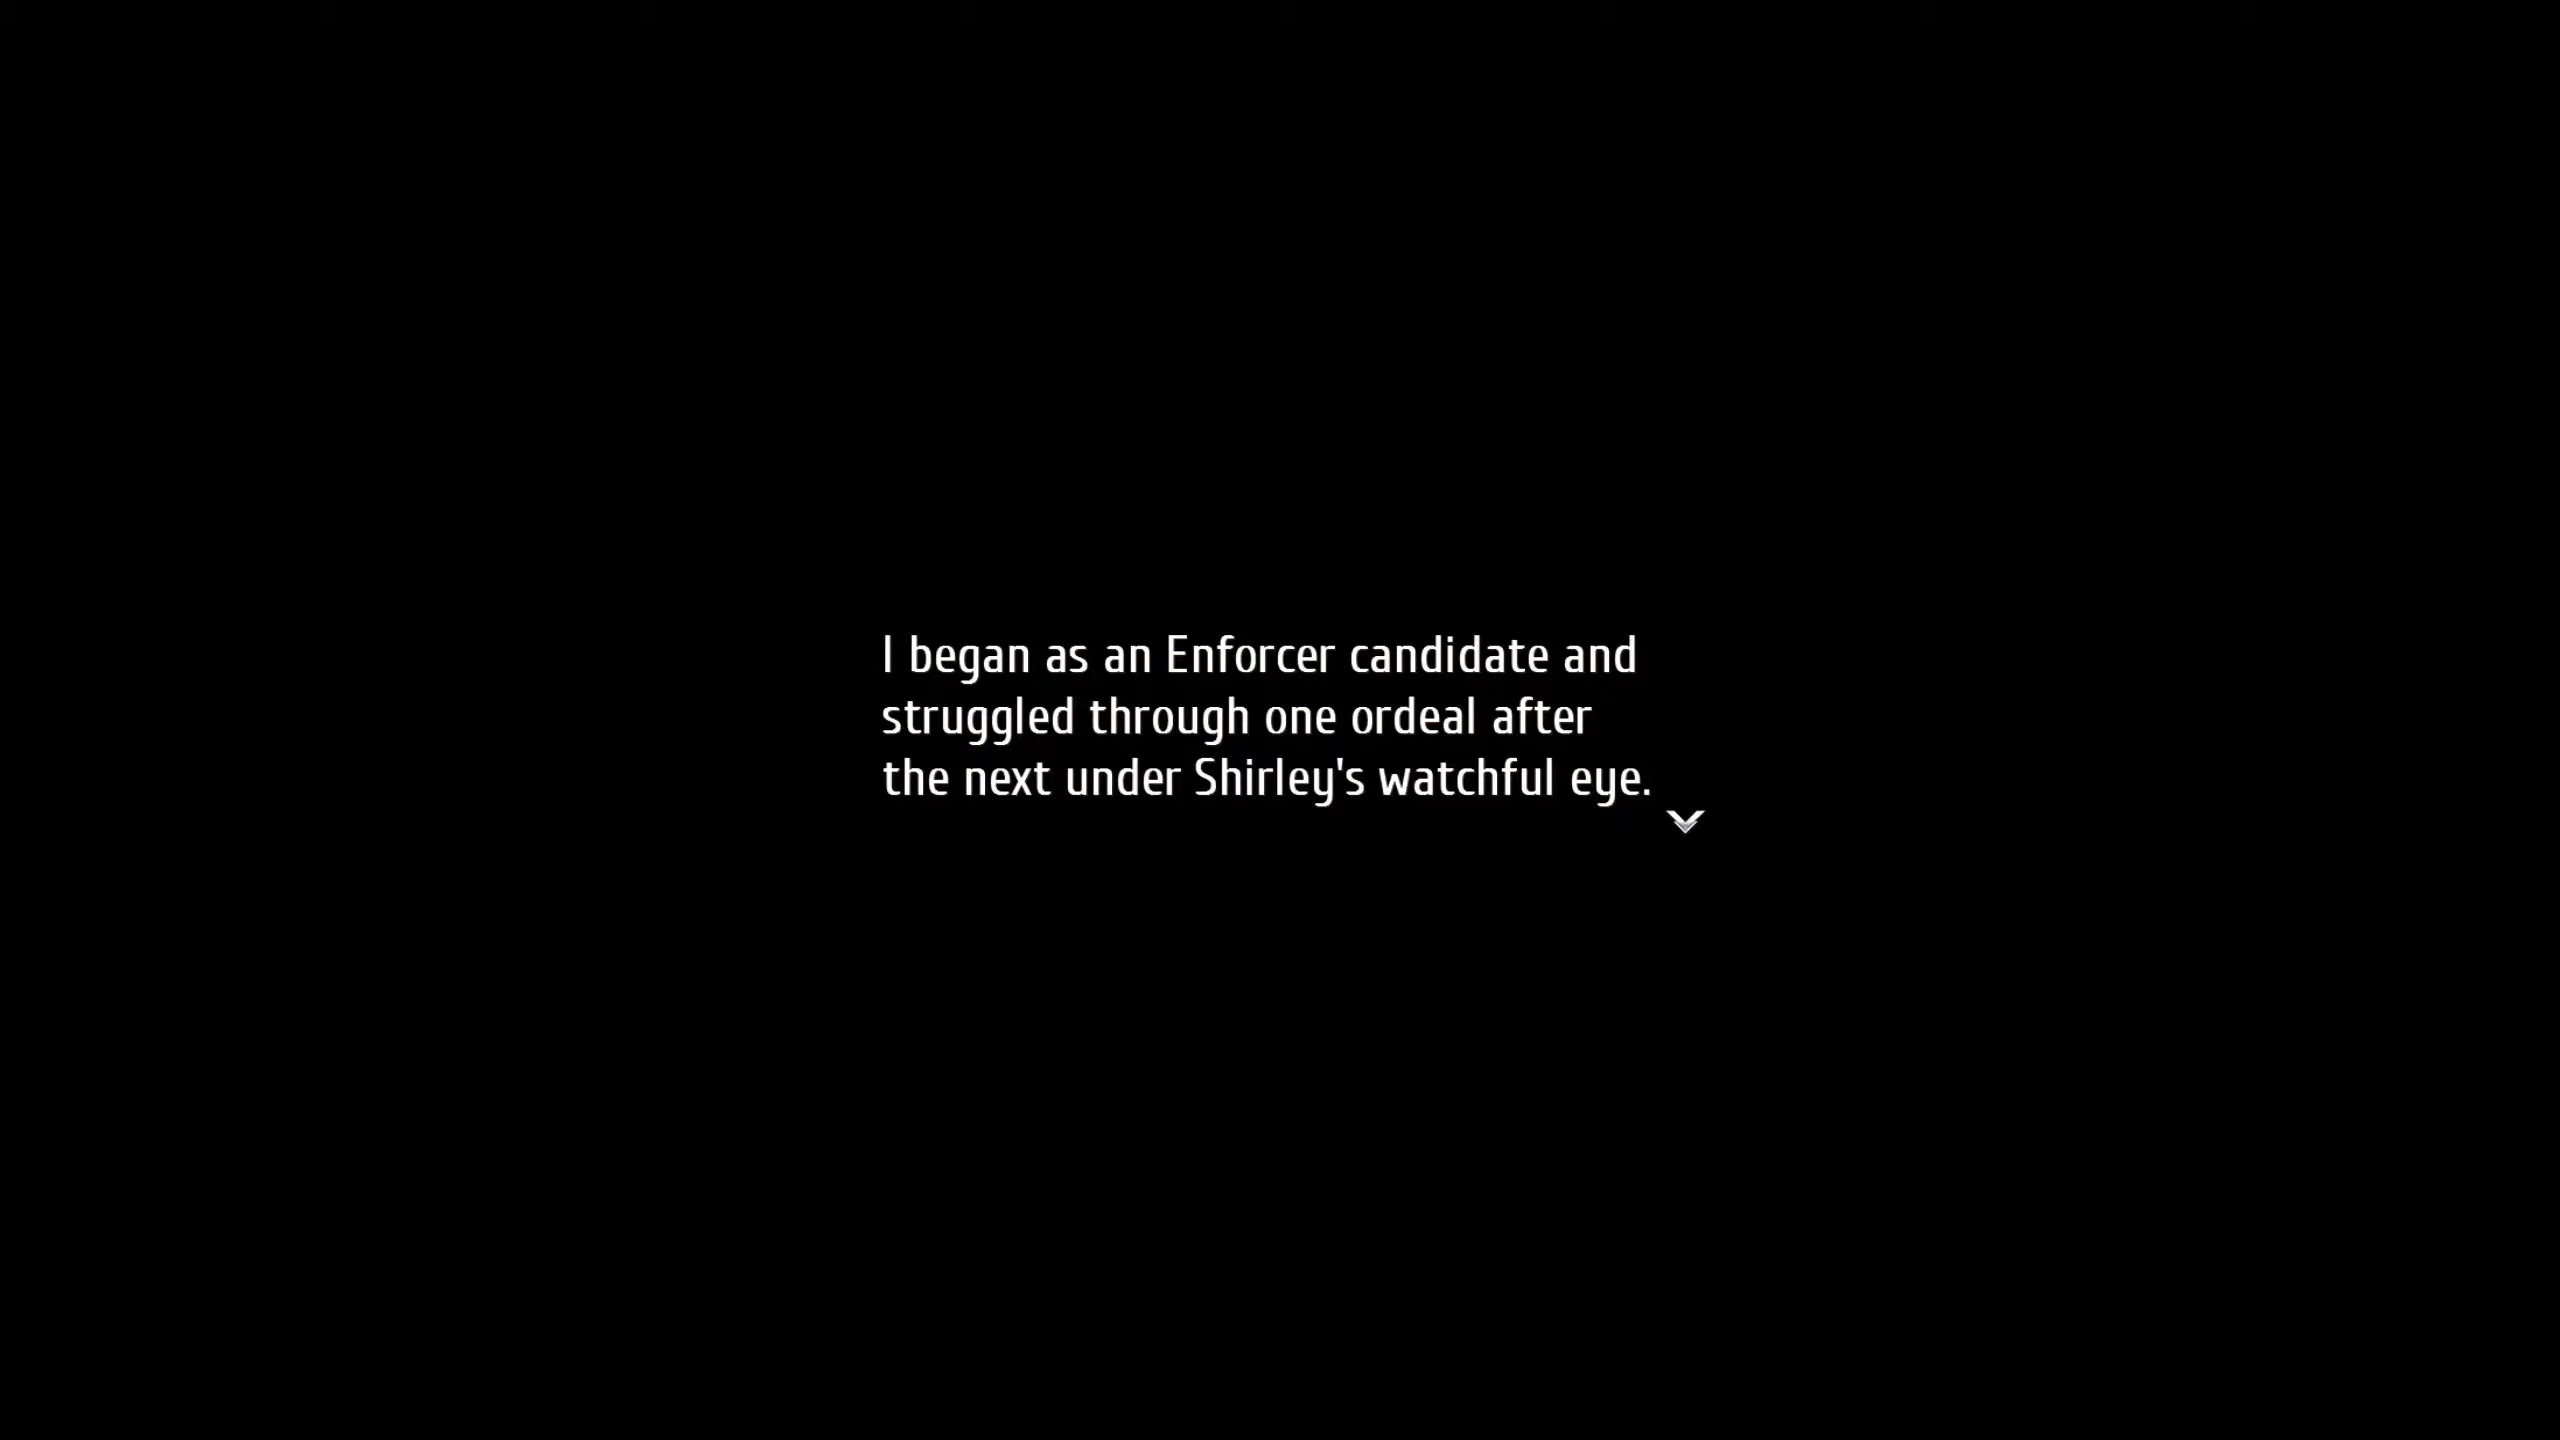 I began as an Enforcer candidate and
struggled through one ordeal after
the next under Shirley's watchful eye.